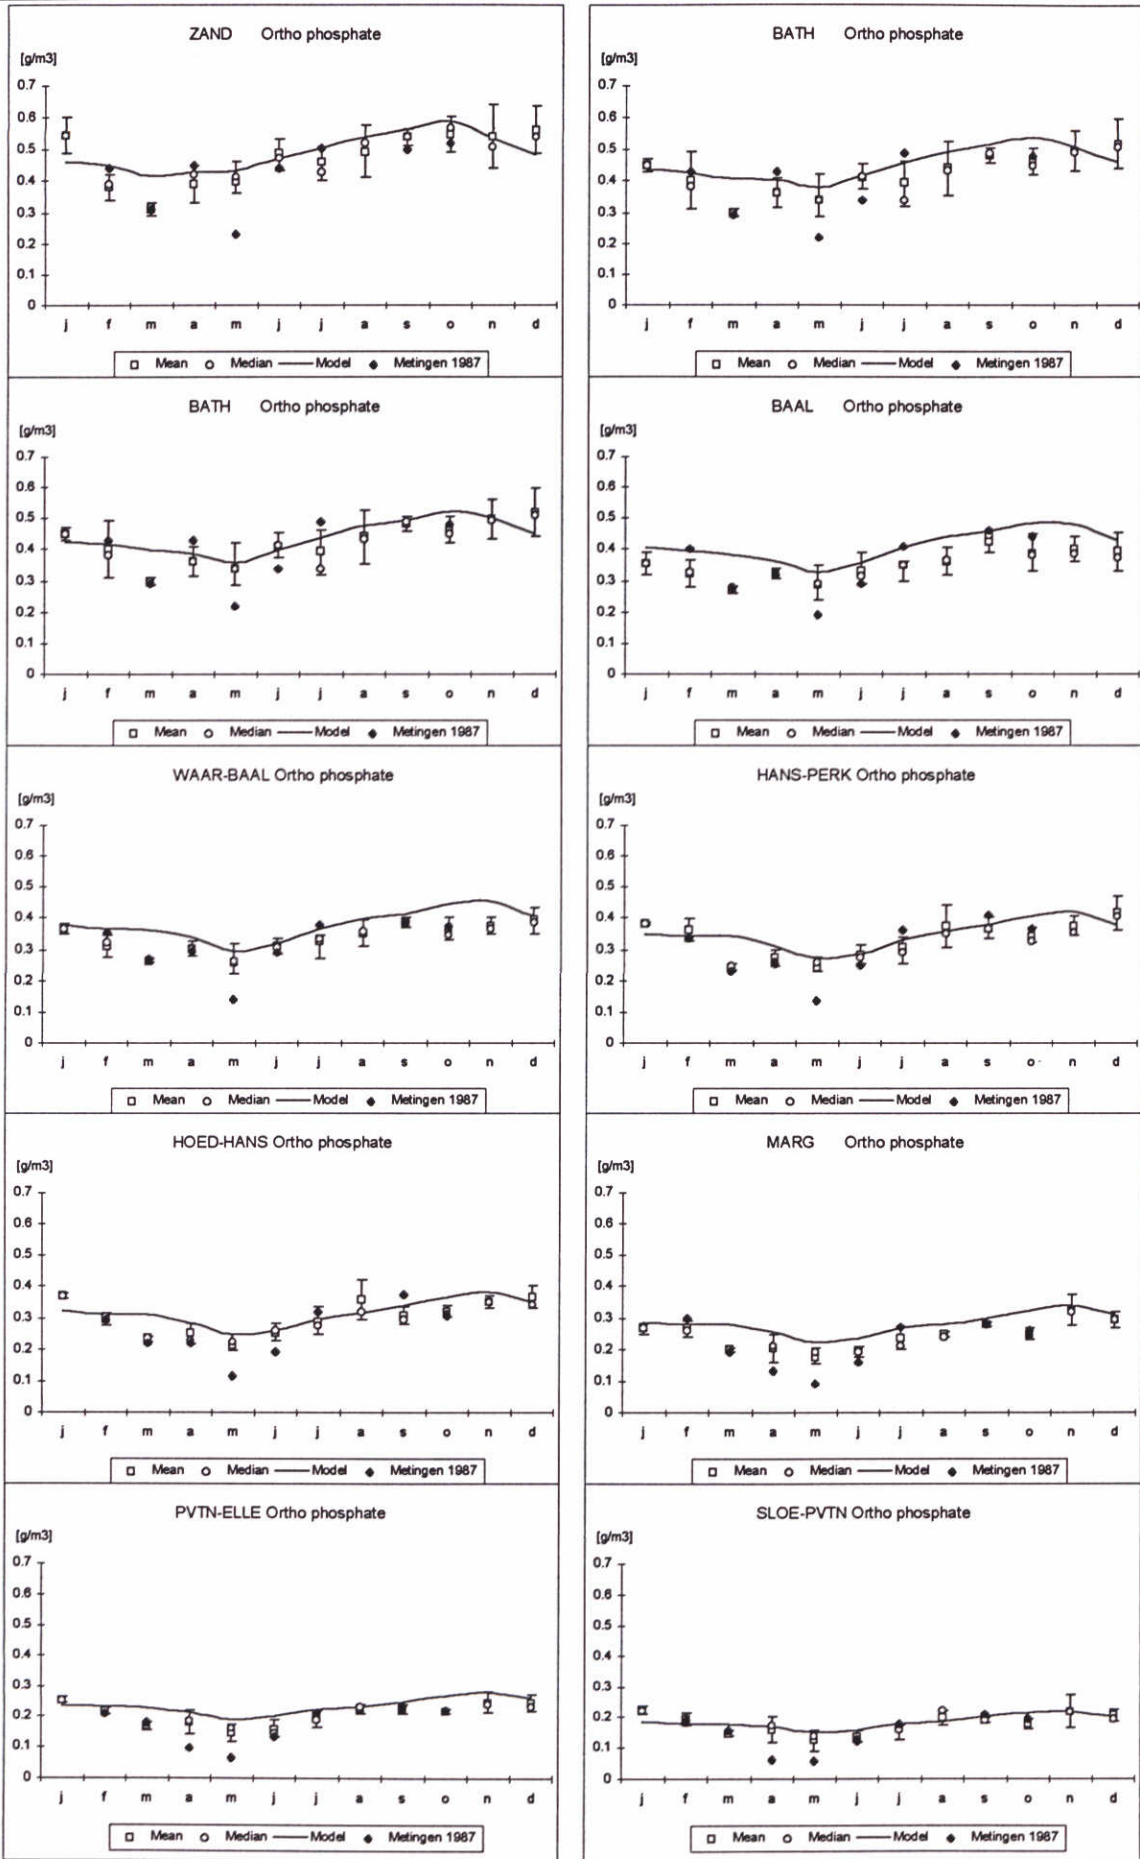 ZAND Ortho phosphate
[g/m3]
0.7
0.6
0.5
0.4
0.3
0.2
0.1
0
j f m a m j j a s o n d
Mean Median Model Metingen 1987
BATH Ortho phosphate
[g/m3]
0.7
0.6
0.5
0.4
0.3
0.2
0.1
0
j f m a m j j a s o n d
Mean Median Model Metingen 1987
BATH Ortho phosphate
[g/m3]
0.7
0.6
0.5
0.4
0.3
0.2
0.1
0
j f m a m j j a s o n d
Mean Median Model Metingen 1987
BAAL Ortho phosphate
[g/m3]
0.7
0.6
0.5
0.4
0.3
0.2
0.1
0
j f m a m j j a s o n d
Mean Median Model Metingen 1987
WAAR-BAAL Ortho phosphate
[g/m3]
0.7
0.6
0.5
0.4
0.3
0.2
0.1
0
j f m a m j j a s o n d
Mean Median Model Metingen 1987
HANS-PERK Ortho phosphate
[g/m3]
0.7
0.6
0.5
0.4
0.3
0.2
0.1
0
j f m a m j j a s o n d
Mean Median Model Metingen 1987
HOED-HANS Ortho phosphate
[g/m3]
0.7
0.6
0.5
0.4
0.3
0.2
0.1
0
j f m a m j j a s o n d
Mean Median Model Metingen 1987
MARG Ortho phosphate
[g/m3]
0.7
0.6
0.5
0.4
0.3
0.2
0.1
0
j f m a m j j a s o n d
Mean Median Model Metingen 1987
PVTN-ELLE Ortho phosphate
[g/m3]
0.7
0.6
0.5
0.4
0.3
0.2
0.1
0
j f m a m j j a s o n d
Mean Median Model Metingen 1987
SLOE-PVTN Ortho phosphate
[g/m3]
0.7
0.6
0.5
0.4
0.3
0.2
0.1
0
j f m a m j j a s o n d
Mean Median Model Metingen 1987